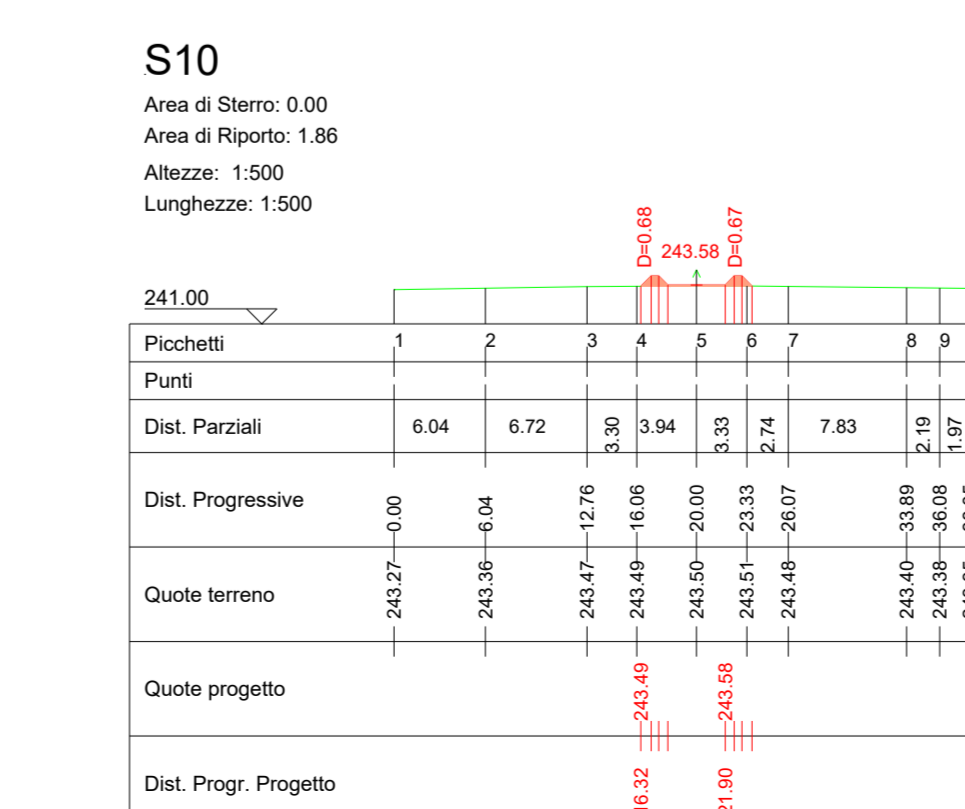 S10
Area di Sterro: 0.00
Area di Riporto: 1.86
Altezze: 1:500
Lunghezze: 1:500
D=0.68
243.58
D=0.67
241.00
Picchetti 1 2 3 4 5 6 7 8 9
Punti
Dist. Parziali 6.04 6.72 3.30 3.94 3.33 2.74 7.83 2.19 1.97
Dist. Progressive 0.00 6.04 12.76 16.06 20.00 23.33 26.07 33.89 36.08
Quote terreno 243.27 243.36 243.47 243.49 243.50 243.51 243.48 243.40 243.38
Quote progetto 243.49 243.58
Dist. Progr. Progetto 16.32 21.90